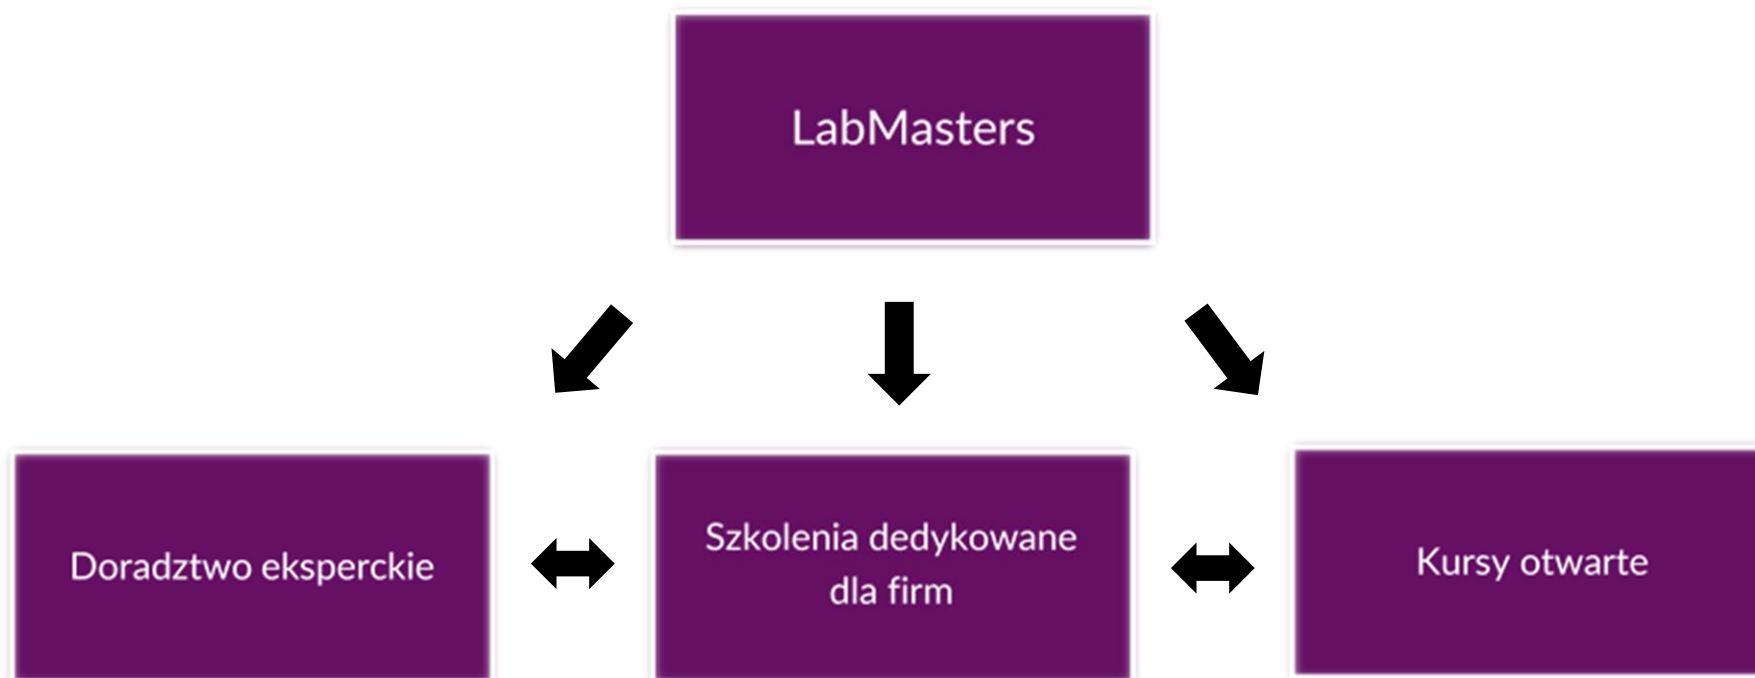 LabMasters
Doradztwo eksperckie
Szkolenia dedykowane
dla firm
Kursy otwarte